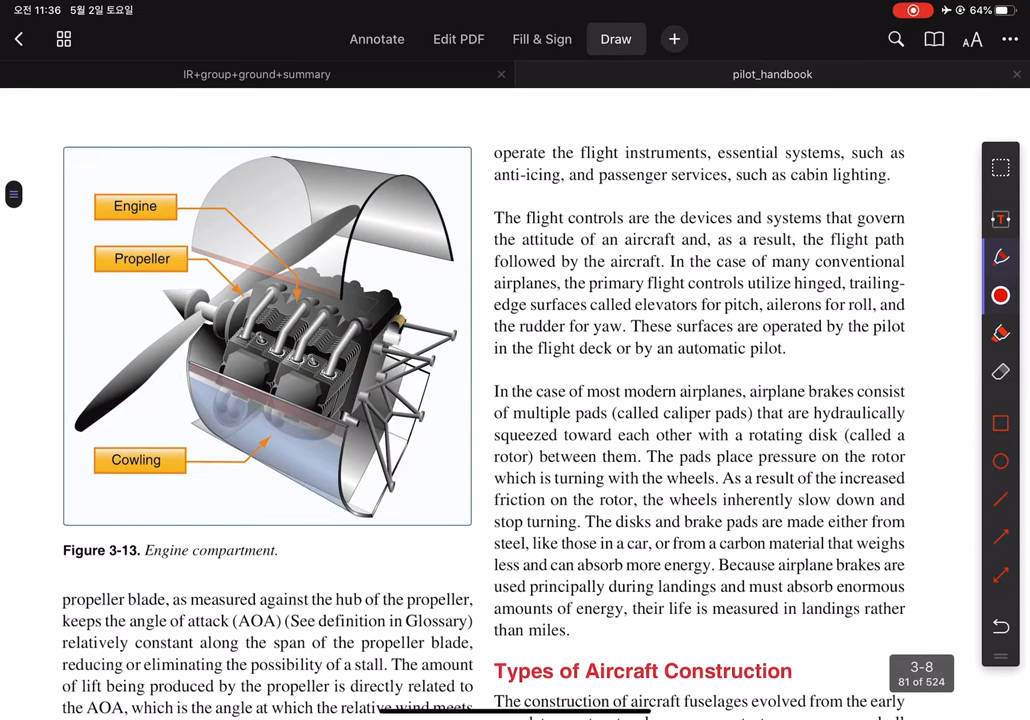 오전 11:36 5월 2일 토요일
64%
Annotate Edit PDF Fill & Sign Draw
AA
IR+group+ground+summary
pilot_handbook
Engine
Propeller
Cowling
Figure 3-13. Engine compartment.
propeller blade, as measured against the hub of the propeller,
keeps the angle of attack (AOA) (See definition in Glossary)
relatively constant along the span of the propeller blade,
reducing or eliminating the possibility of a stall. The amount
of lift being produced by the propeller is directly related to
the AOA, which is the angle at which the relative wind meets
operate the flight instruments, essential systems, such as
anti-icing, and passenger services, such as cabin lighting.
The flight controls are the devices and systems that govern
the attitude of an aircraft and, as a result, the flight path
followed by the aircraft. In the case of many conventional
airplanes, the primary flight controls utilize hinged, trailing-
edge surfaces called elevators for pitch, ailerons for roll, and
the rudder for yaw. These surfaces are operated by the pilot
in the flight deck or by an automatic pilot.
In the case of most modern airplanes, airplane brakes consist
of multiple pads (called caliper pads) that are hydraulically
squeezed toward each other with a rotating disk (called a
rotor) between them. The pads place pressure on the rotor
which is turning with the wheels. As a result of the increased
friction on the rotor, the wheels inherently slow down and
stop turning. The disks and brake pads are made either from
steel, like those in a car, or from a carbon material that weighs
less and can absorb more energy. Because airplane brakes are
used principally during landings and must absorb enormous
amounts of energy, their life is measured in landings rather
than miles.
Types of Aircraft Construction
The construction of aircraft fuselages evolved from the early
T
3-8
81 of 524